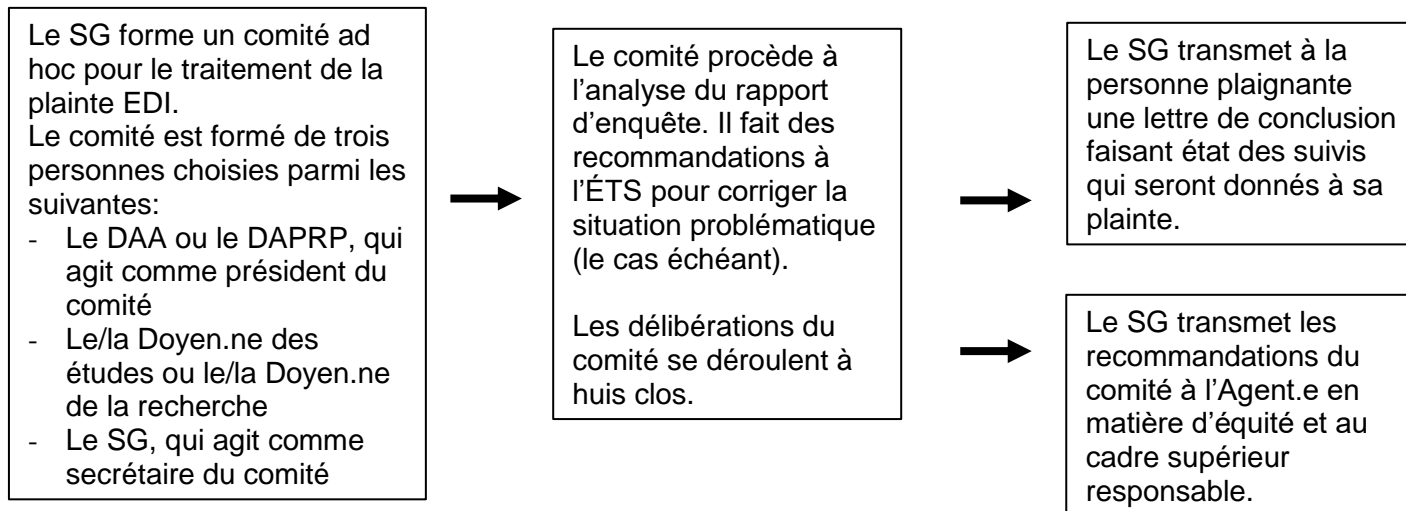 Le SG forme un comité ad
hoc pour le traitement de la
plainte EDI.
Le comité est formé de trois
personnes choisies parmi les
suivantes:
- Le DAA ou le DAPRP, qui
agit comme président du
comité
- Le/la Doyen.ne des
études ou le/la Doyen.ne
de la recherche
- Le SG, qui agit comme
secrétaire du comité
Le comité procède à
l’analyse du rapport
d’enquête. Il fait des
recommandations à
l’ÉTS pour corriger la
situation problématique
(le cas échéant).
Les délibérations du
comité se déroulent à
huis clos.
Le SG transmet à la
personne plaignante
une lettre de conclusion
faisant état des suivis
qui seront donnés à sa
plainte.
Le SG transmet les
recommandations du
comité à l’Agent.e en
matière d’équité et au
cadre supérieur
responsable.